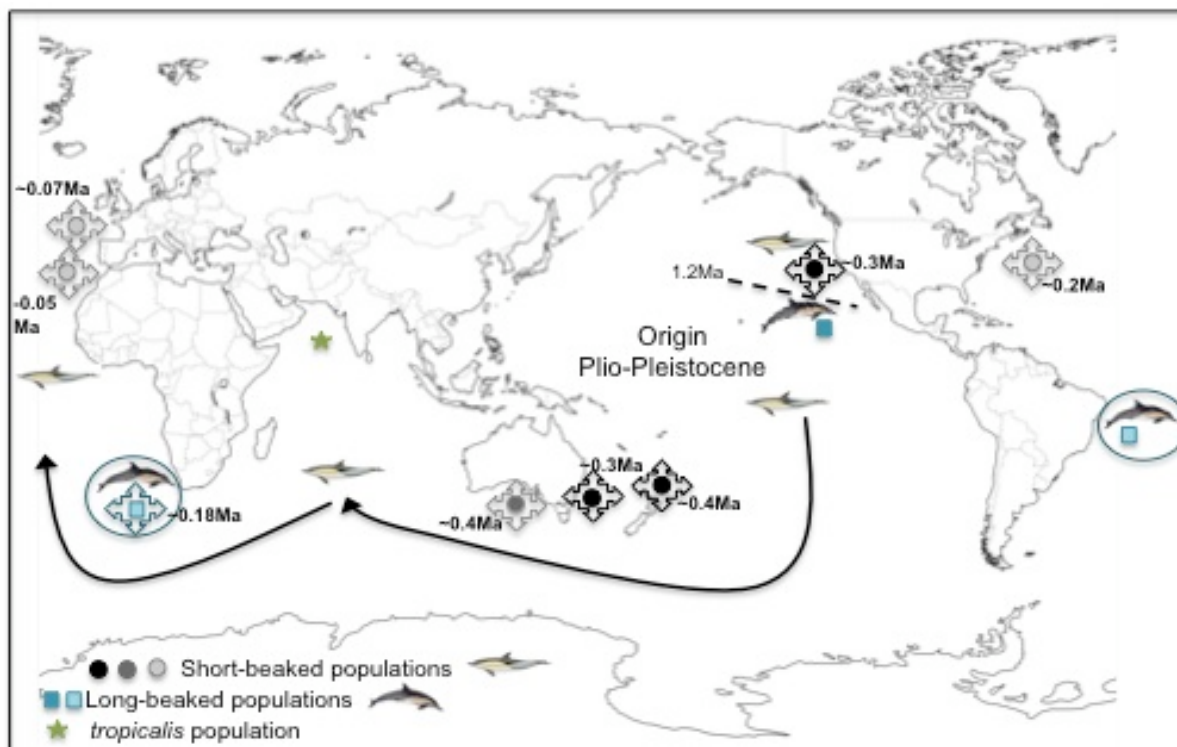 ~0.07Ma
-0.05
Ma
1.2Ma
~0.3Ma
~0.2Ma
Origin
Plio-Pleistocene
~0.18Ma
~0.4Ma
~0.3Ma
~0.4Ma
Short-beaked populations
Long-beaked populations
tropicalis population